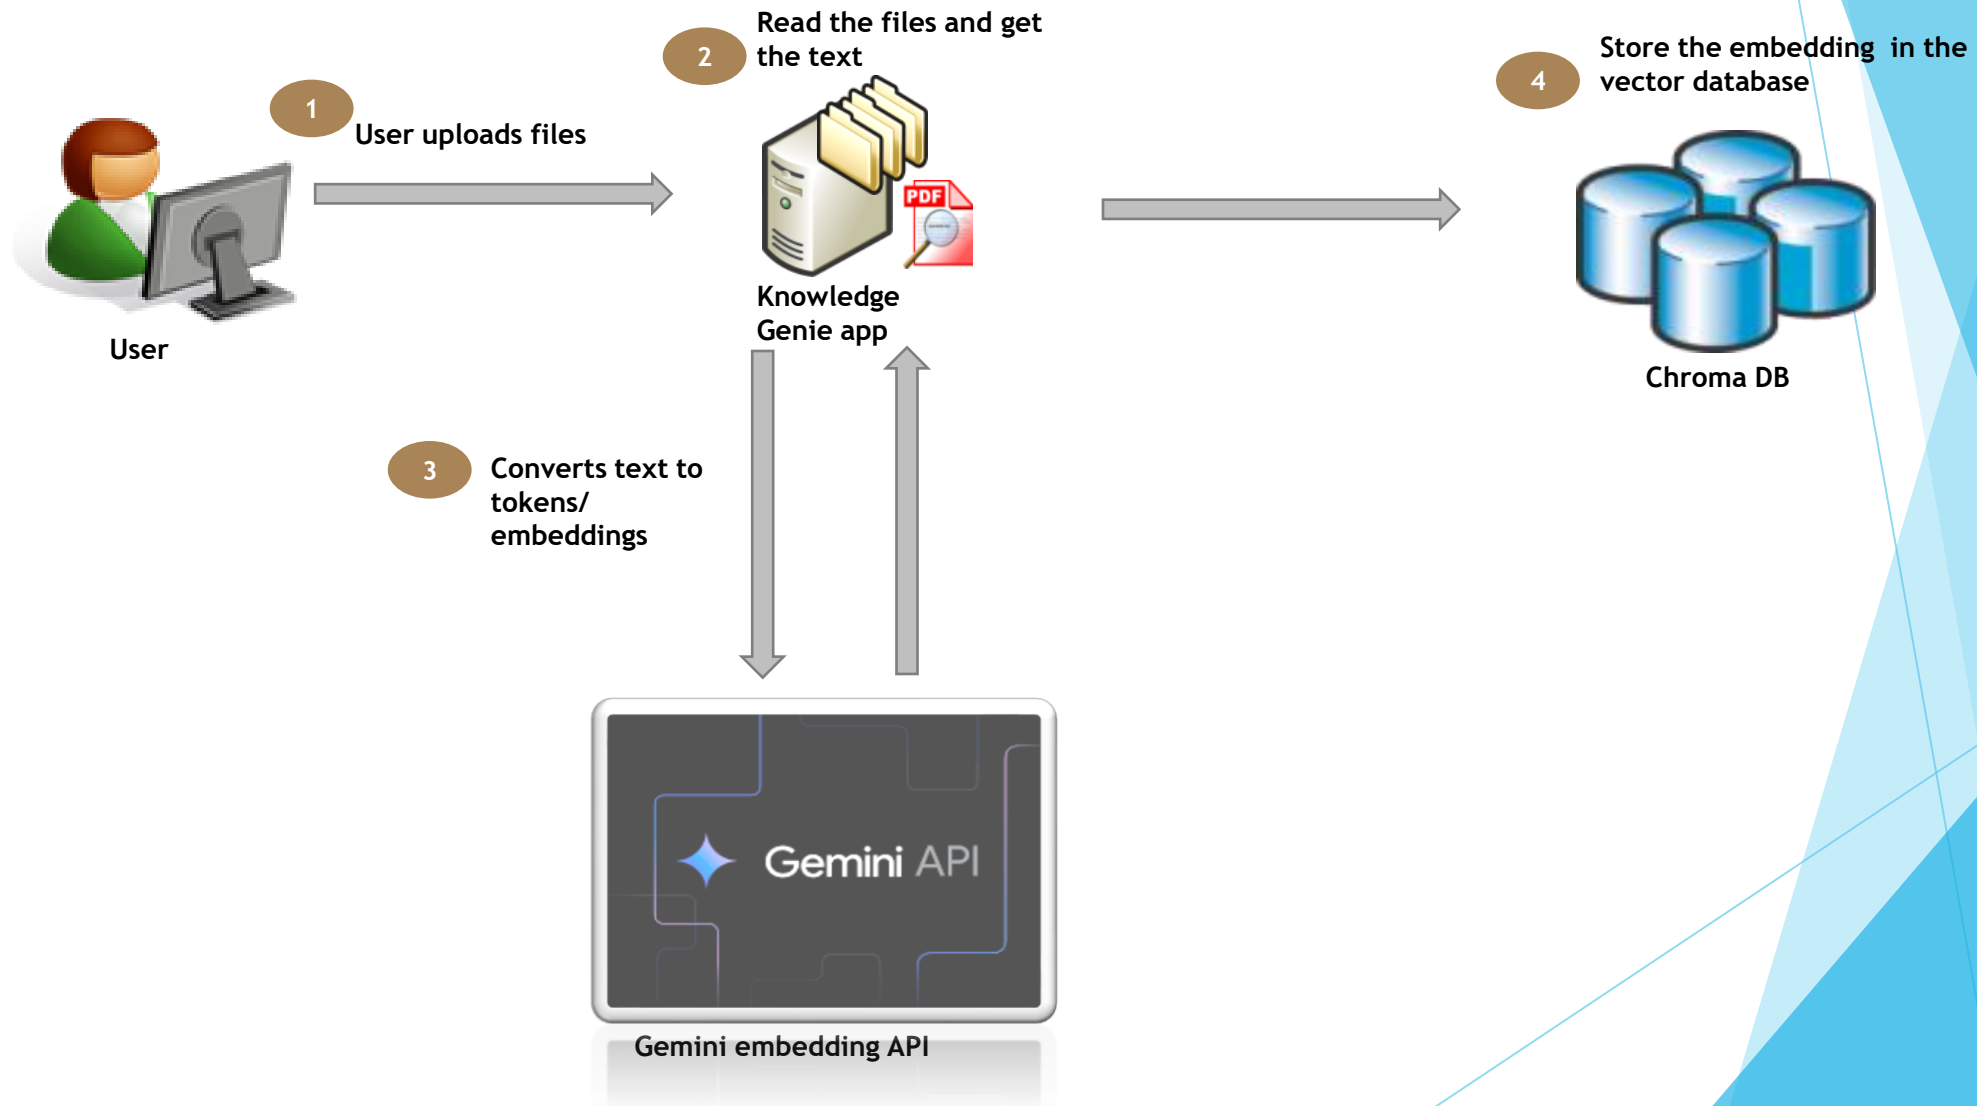 1
User uploads files
User
2
Read the files and get
the text
PDF
Knowledge
Genie app
3
Converts text to
tokens/
embeddings
Gemini API
Gemini embedding API
4
Store the embedding  in the
vector database
Chroma DB